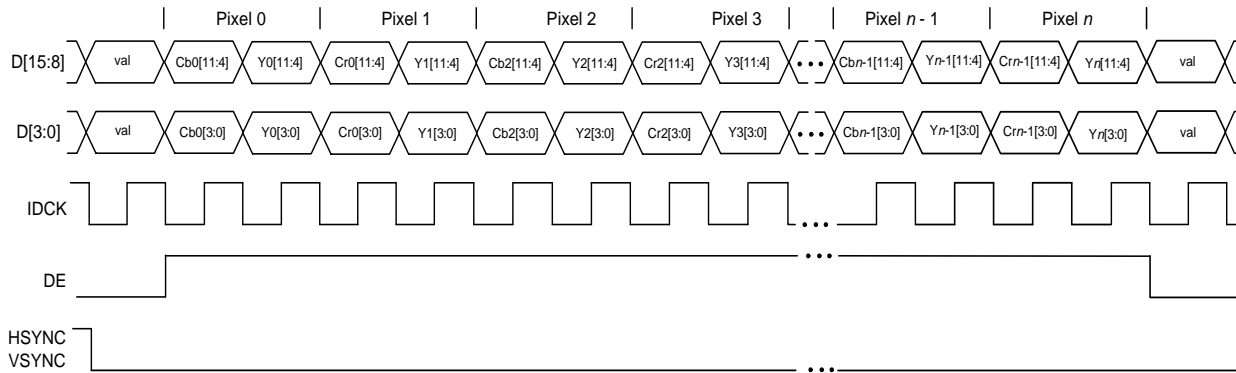 Pixel 0 Pixel 1 Pixel 2 Pixel 3 Pixel n - 1 Pixel n
D[15:8] val Cb0[11:4] Y0[11:4] Cr0[11:4] Y1[11:4] Cb2[11:4] Y2[11:4] Cr2[11:4] Y3[11:4] ••• Cbn-1[11:4] Yn-1[11:4] Crn-1[11:4] Yn[11:4] val
D[3:0] val Cb0[3:0] Y0[3:0] Cr0[3:0] Y1[3:0] Cb2[3:0] Y2[3:0] Cr2[3:0] Y3[3:0] ••• Cbn-1[3:0] Yn-1[3:0] Crn-1[3:0] Yn[3:0] val
IDCK •••
DE •••
HSYNC
VSYNC •••